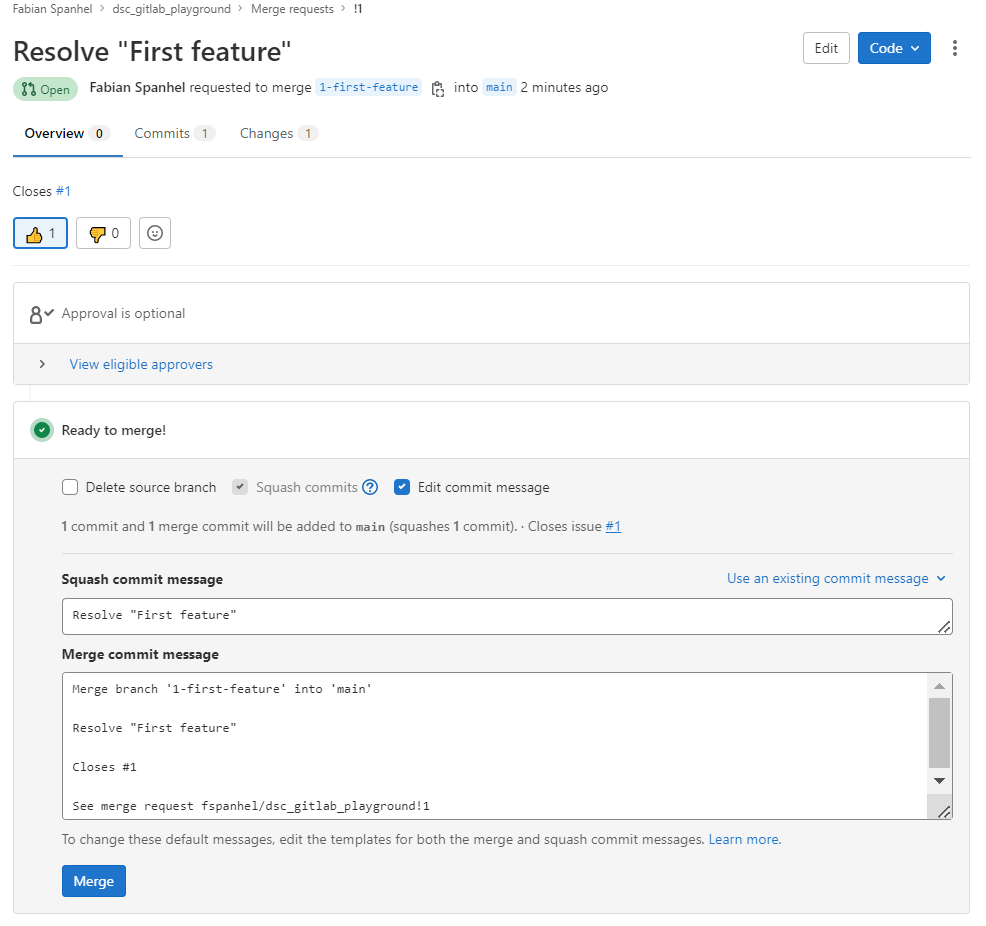 Fabian Spanhel > dsc_gitlab_playground > Merge requests > !1
Resolve "First feature"
Edit
Code
Open
Fabian Spanhel requested to merge 1-first-feature into main 2 minutes ago
Overview 0
Commits 1
Changes 1
Closes #1
1
0
Approval is optional
View eligible approvers
Ready to merge!
Delete source branch
Squash commits
Edit commit message
1 commit and 1 merge commit will be added to main (squashes 1 commit). · Closes issue #1
Squash commit message
Use an existing commit message
Resolve "First feature"
Merge commit message
Merge branch '1-first-feature' into 'main'
Resolve "First feature"
Closes #1
See merge request fspanhel/dsc_gitlab_playground!1
To change these default messages, edit the templates for both the merge and squash commit messages. Learn more.
Merge